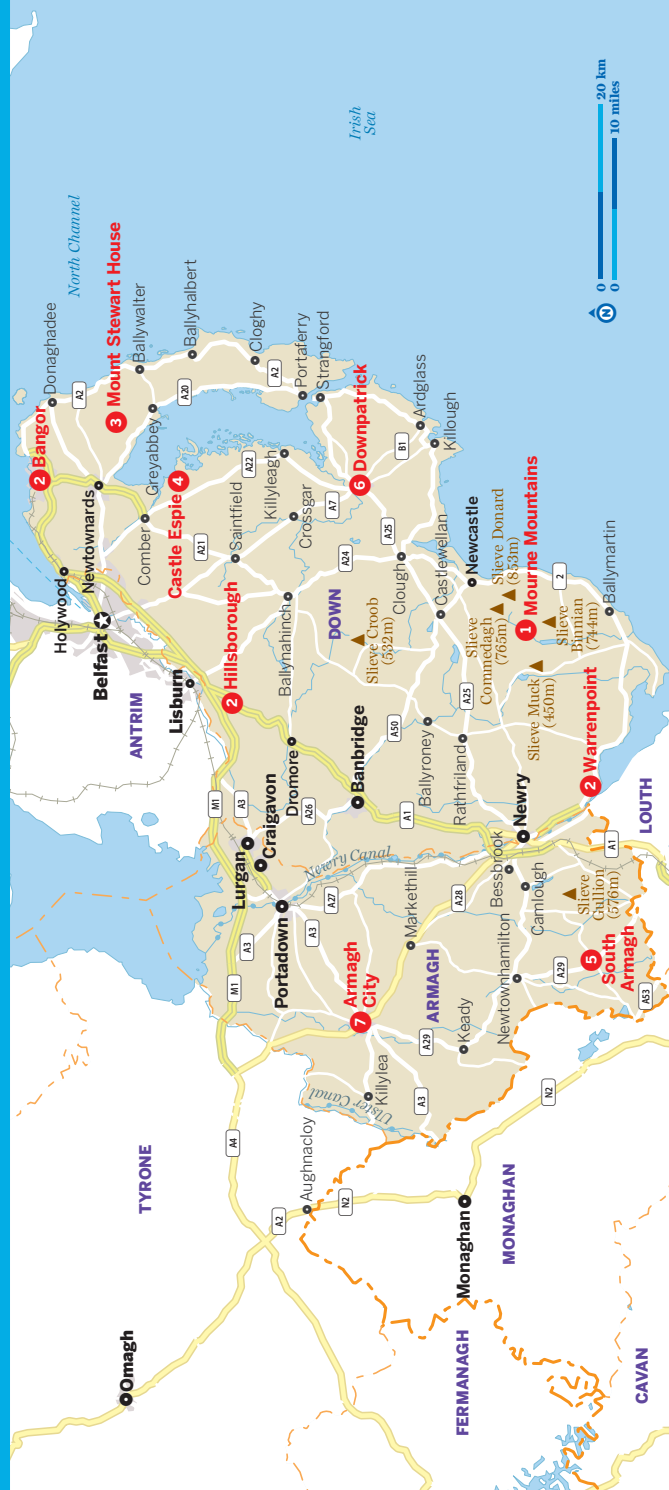 North Channel
Irish
Sea
2 Bangor
Donaghadee
A2
3 Mount Stewart House
Ballywalter
Ballyhalbert
A20
Cloghy
A2
Portaferry
Strangford
Holywood
Newtownards
Greyabbey
Comber
Castle Espie 4
A22
Killyleagh
A21
Saintfield
Crossgar
A7
6 Downpatrick
B1
Ardglass
Killough
Belfast
ANTRIM
Lisburn
2 Hillsborough
Ballynahinch
A24
DOWN
Slieve Croob
(532m)
A25
Clough
Castlewellan
Newcastle
Slieve Donard
(853m)
Slieve
Commedagh
(765m)
1 Mourne Mountains
2
Slieve
Binnian
(744m)
Ballymartin
Slieve Muck
(450m)
M1
A3
Lurgan
Craigavon
Dromore
A26
Banbridge
A50
A1
Ballyroney
A25
Rathfriland
2 Warrenpoint
Newry
Newry Canal
Portadown
A3
M1
A27
A3
Markethill
A28
Bessbrook
Camlough
A1
LOUTH
Slieve
Gullion
(576m)
7 Armagh
City
ARMAGH
Newtownhamilton
A29
5
South
Armagh
A53
A29
Keady
Killylea
A3
Ulster Canal
TYRONE
A4
Aughnacloy
A2
N2
N2
Monaghan
MONAGHAN
Omagh
FERMANAGH
CAVAN
N
0 20 km
0 10 miles